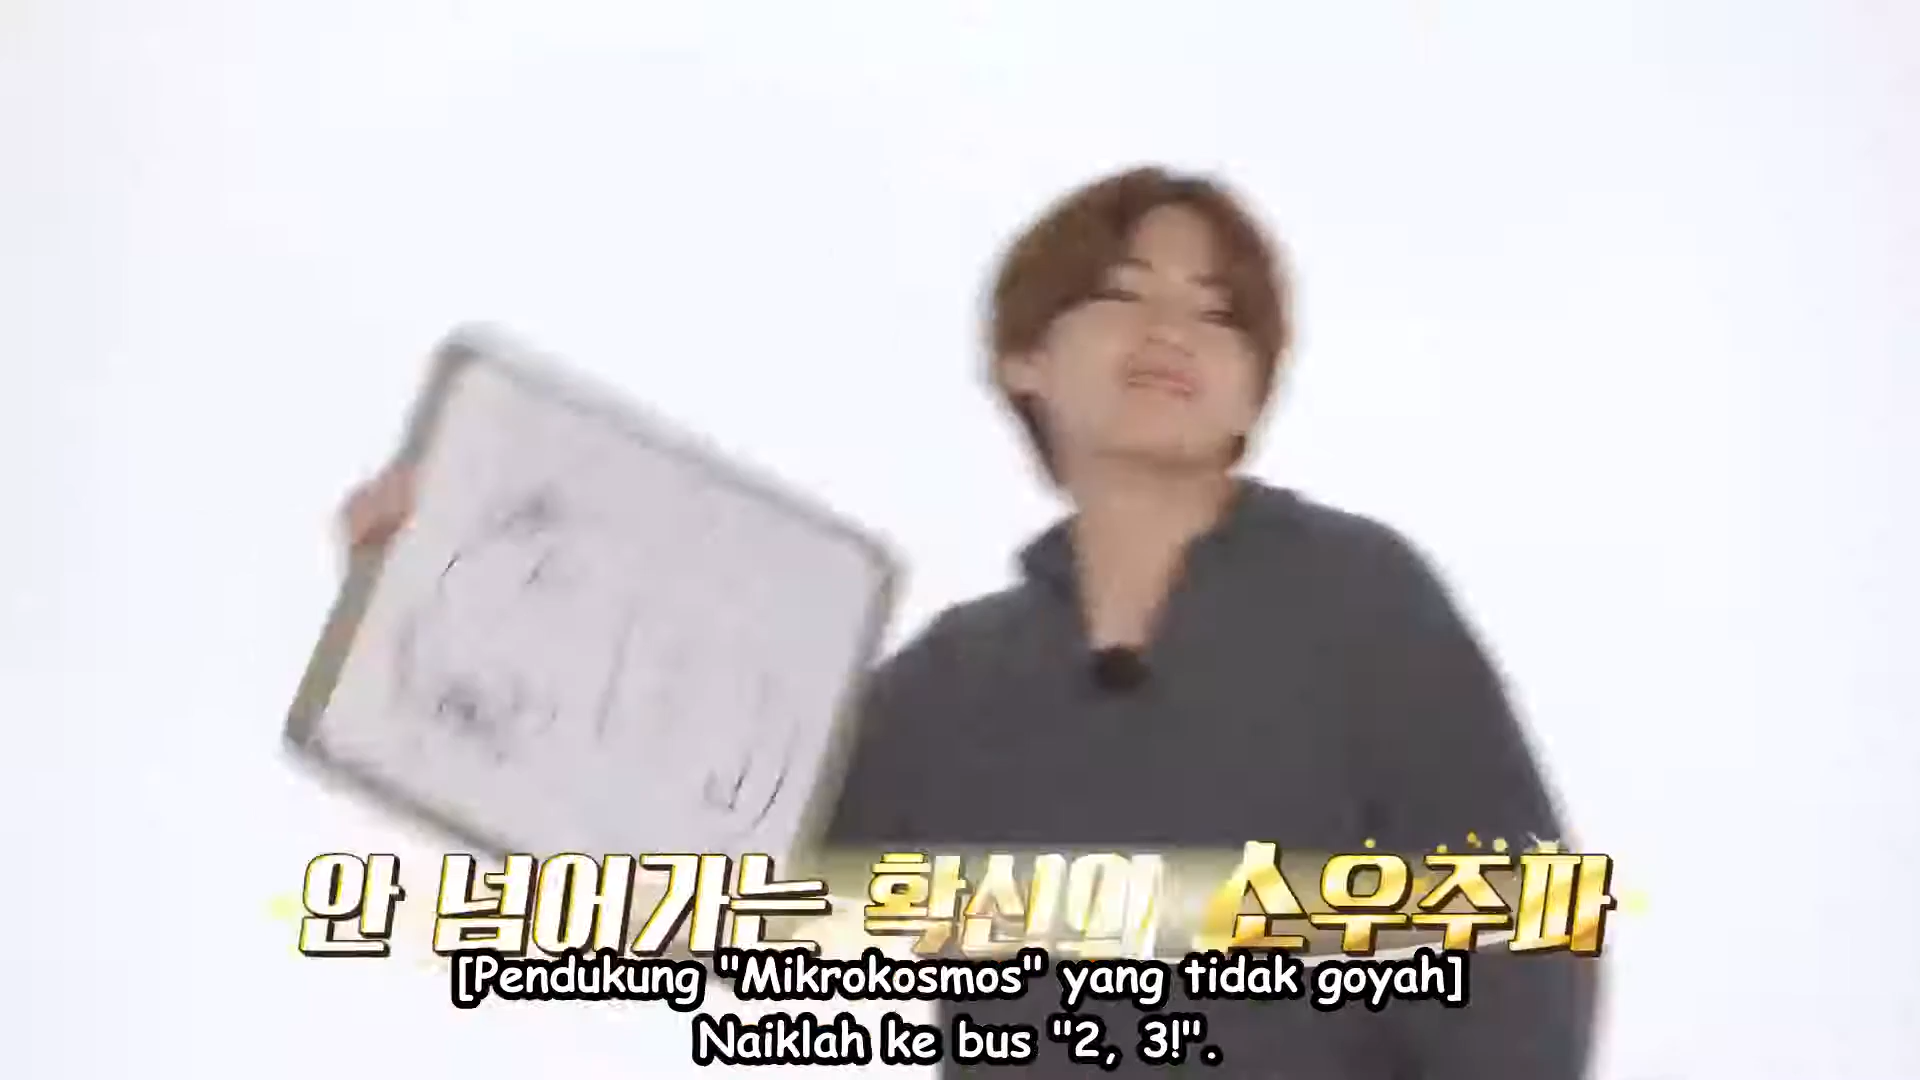 안 넘어가는 확신의 소우주파
[Pendukung "Mikrokosmos" yang tidak goyah]
Naiklah ke bus "2, 3!".